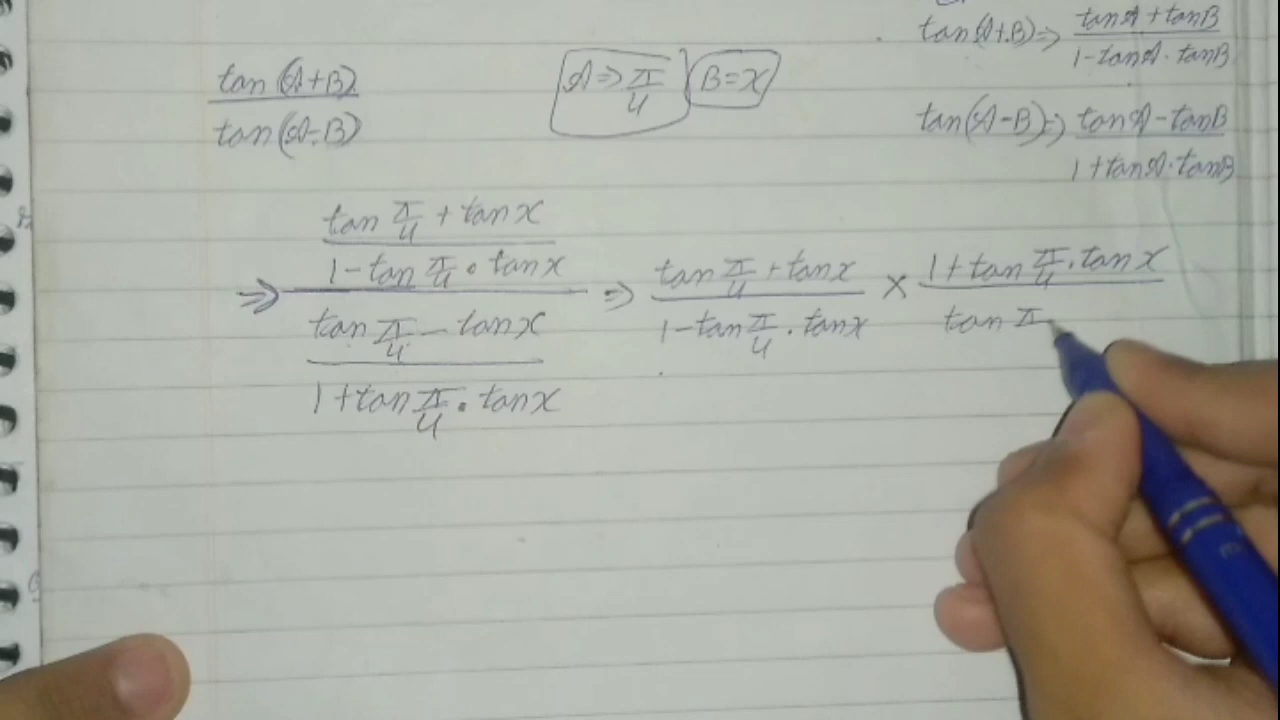 tan(A+B) => tanA + tanB / 1 - tanA · tanB
tan(A+B) / tan(A-B)
A => π/4
B = x
tan(A-B) => tanA - tanB / 1 + tanA · tanB
=> tan π/4 + tan x / 1 - tan π/4 · tan x
tan π/4 - tan x / 1 + tan π/4 · tan x
=> tan π/4 + tan x / 1 - tan π/4 · tan x × 1 + tan π/4 · tan x / tan π